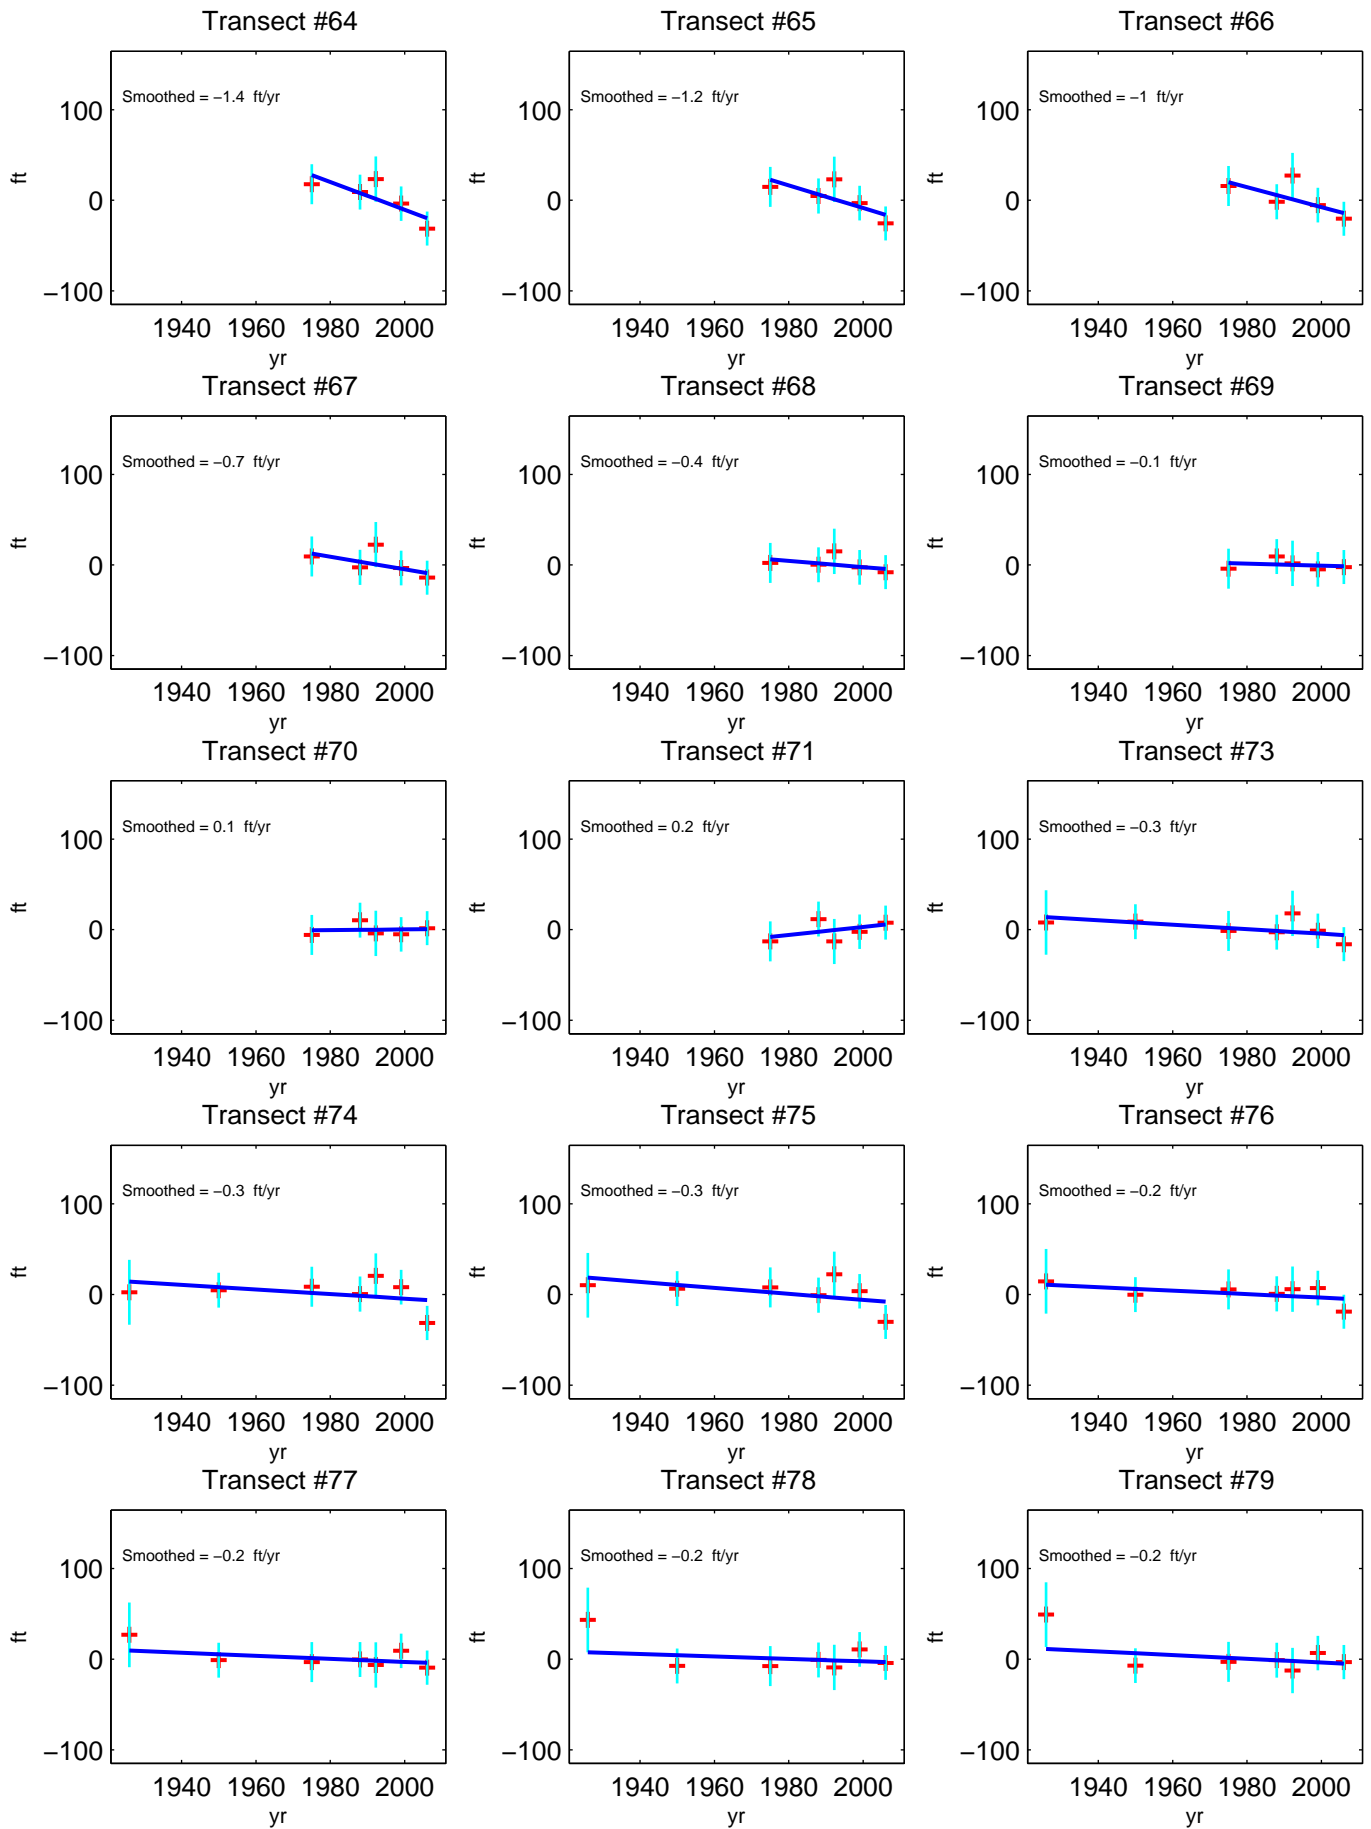 Transect #64 Transect #65 Transect #66
Smoothed = −1.4 ft/yr Smoothed = −1.2 ft/yr Smoothed = −1 ft/yr
100 100 100
ft ft ft
0 0 0
−100 −100 −100
1940 1960 1980 2000 1940 1960 1980 2000 1940 1960 1980 2000
yr yr yr
Transect #67 Transect #68 Transect #69
Smoothed = −0.7 ft/yr Smoothed = −0.4 ft/yr Smoothed = −0.1 ft/yr
100 100 100
ft ft ft
0 0 0
−100 −100 −100
1940 1960 1980 2000 1940 1960 1980 2000 1940 1960 1980 2000
yr yr yr
Transect #70 Transect #71 Transect #73
Smoothed = 0.1 ft/yr Smoothed = 0.2 ft/yr Smoothed = −0.3 ft/yr
100 100 100
ft ft ft
0 0 0
−100 −100 −100
1940 1960 1980 2000 1940 1960 1980 2000 1940 1960 1980 2000
yr yr yr
Transect #74 Transect #75 Transect #76
Smoothed = −0.3 ft/yr Smoothed = −0.3 ft/yr Smoothed = −0.2 ft/yr
100 100 100
ft ft ft
0 0 0
−100 −100 −100
1940 1960 1980 2000 1940 1960 1980 2000 1940 1960 1980 2000
yr yr yr
Transect #77 Transect #78 Transect #79
Smoothed = −0.2 ft/yr Smoothed = −0.2 ft/yr Smoothed = −0.2 ft/yr
100 100 100
ft ft ft
0 0 0
−100 −100 −100
1940 1960 1980 2000 1940 1960 1980 2000 1940 1960 1980 2000
yr yr yr